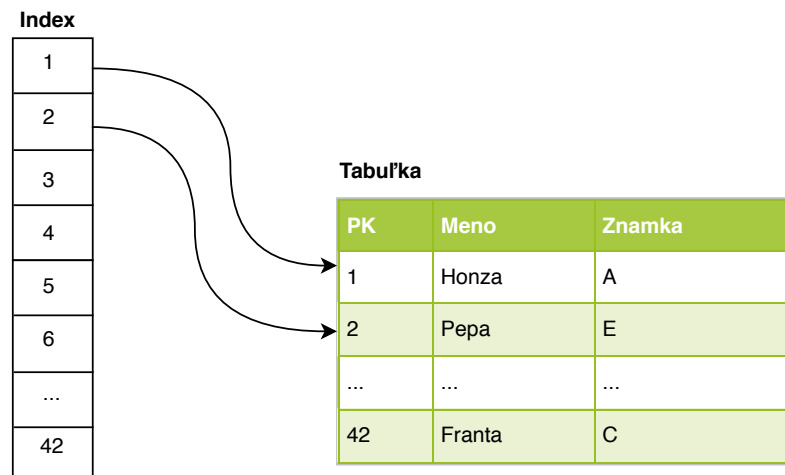 Index
1
2
3
4
5
6
...
42
Tabuľka
PK Meno Znamka
1 Honza A
2 Pepa E
... ... ...
42 Franta C